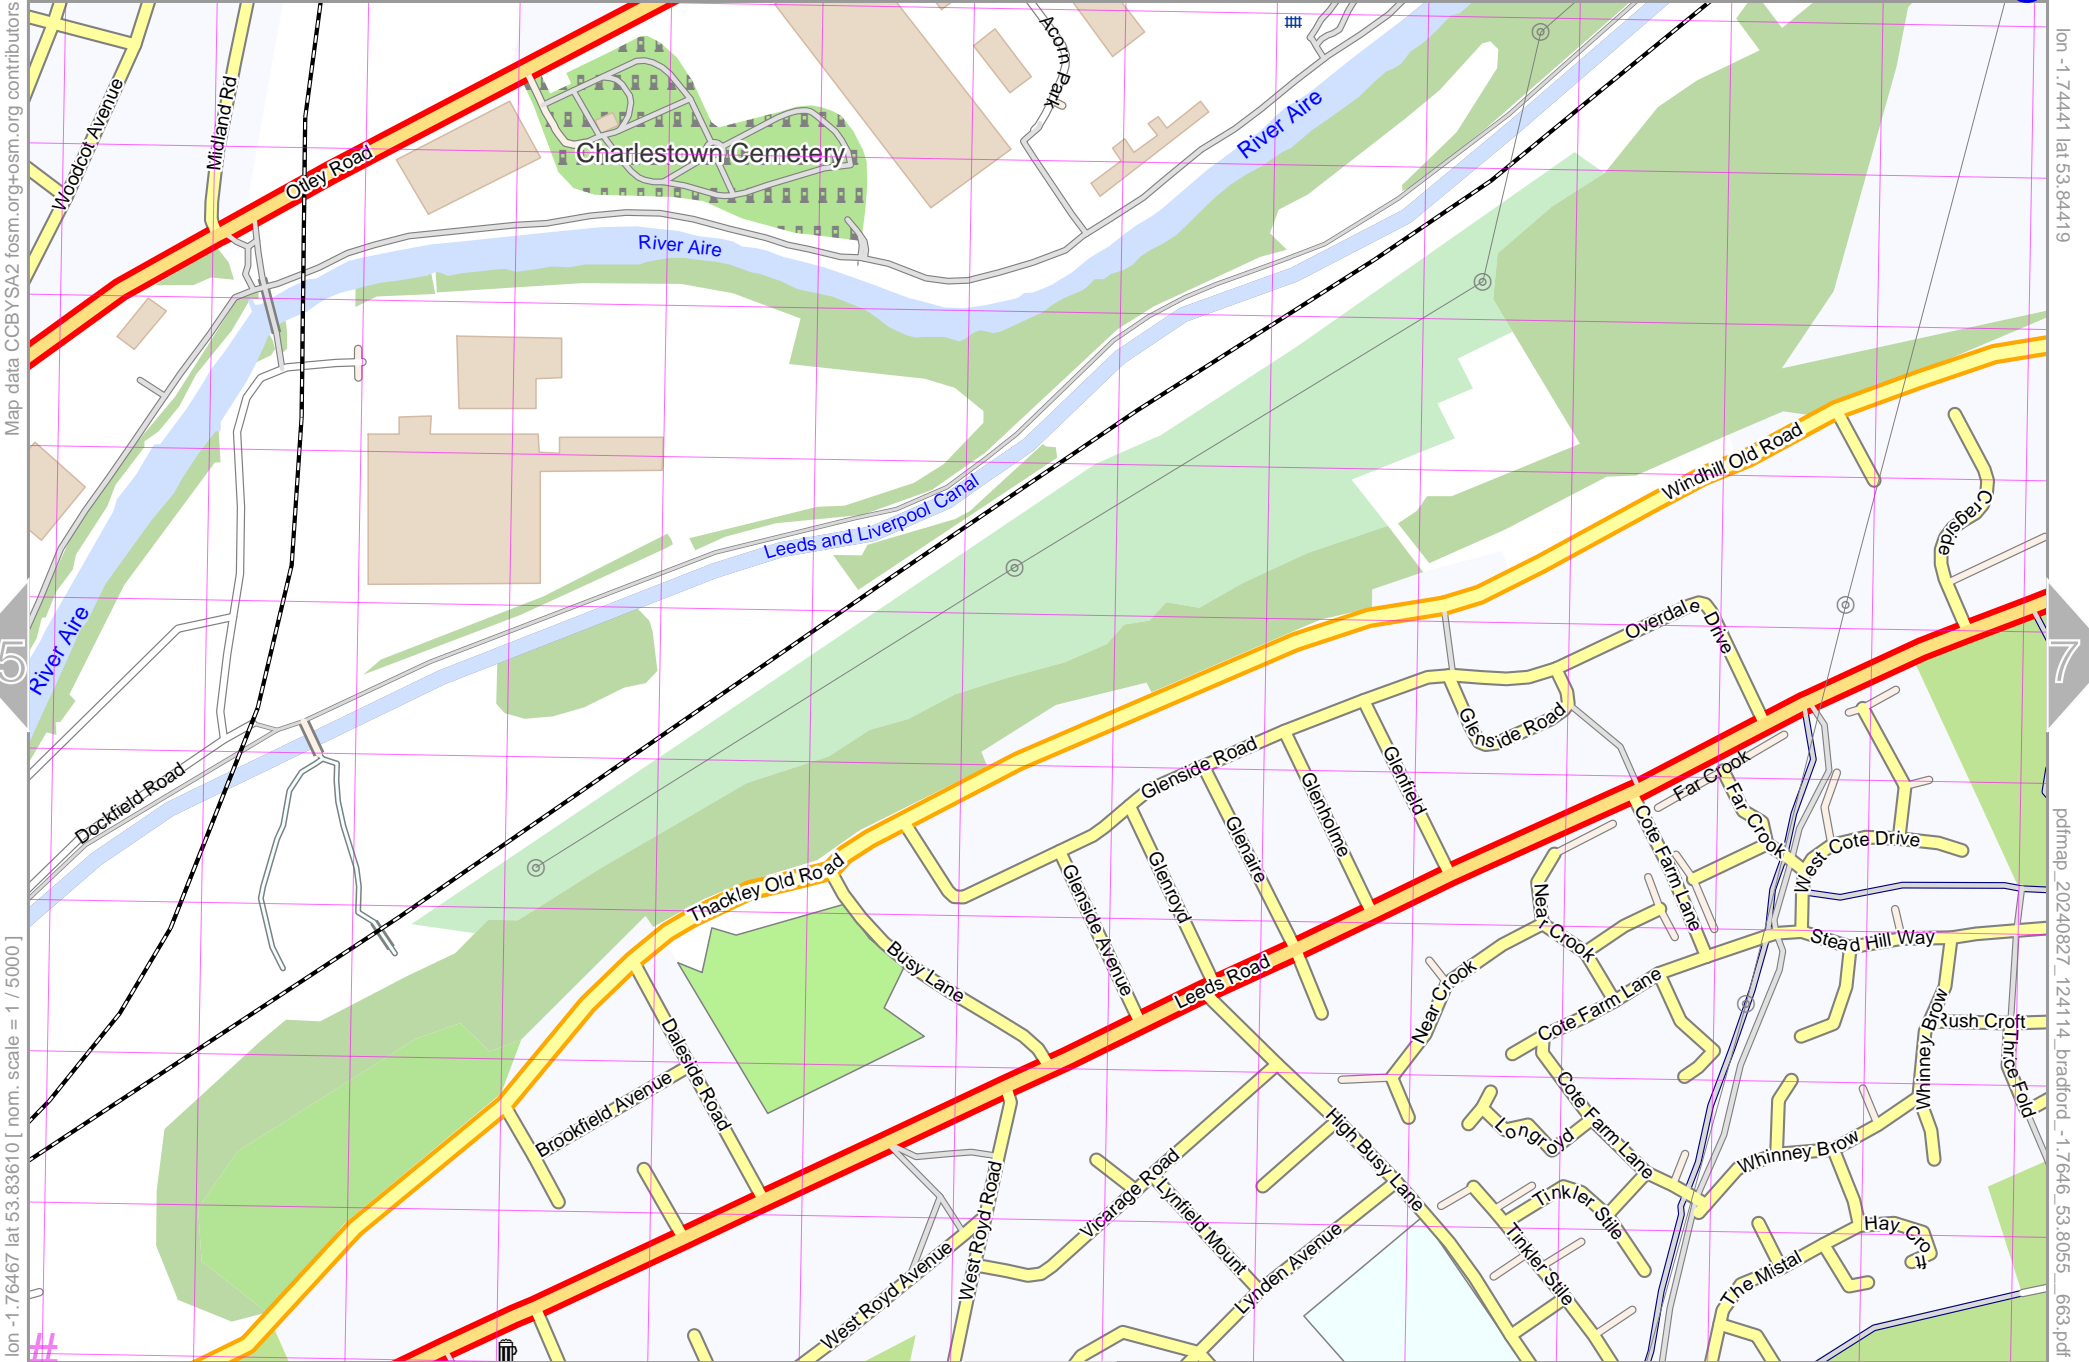 Map data CCBYSA2 fosm.org+osm.org contributors
lon -1.76467 lat 53.83610 [ nom. scale = 1 / 5000 ]
lon -1.74441 lat 53.84419
pdfmap_20240827_124114_bradford_-1.7646_53.8055__663.pdf
5
7
Woodcot Avenue
Midland Rd
Otley Road
Charlestown Cemetery
Acorn Park
River Aire
River Aire
River Aire
Leeds and Liverpool Canal
Dockfield Road
Windhill Old Road
Cragside
Overdale Drive
Glenside Road
Glenside Road
Glenfield
Glenholme
Glenaire
Glenroyd
Glenside Avenue
Thackley Old Road
Busy Lane
Leeds Road
Daleside Road
Brookfield Avenue
Far Crook
Far Crook
Cote Farm Lane
West Cote Drive
Near Crook
Near Crook
Stead Hill Way
Cote Farm Lane
Rush Croft
Whinney Brow
Thrice Fold
Cote Farm Lane
Longroyd
High Busy Lane
Whinney Brow
Vicarage Road
Lynfield Mount
West Royd Road
West Royd Avenue
Lynden Avenue
Tinkler Stile
Tinkler Stile
Hay Croft
The Mistal
#